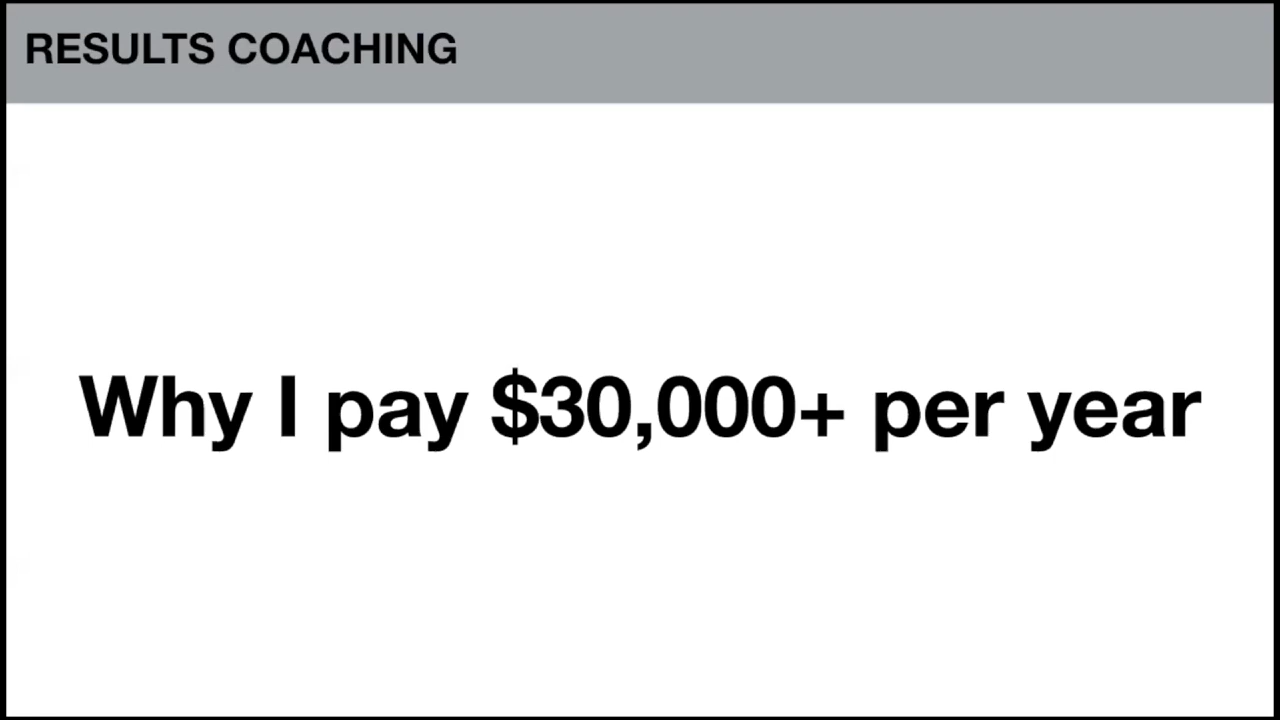 RESULTS COACHING
Why I pay $30,000+ per year